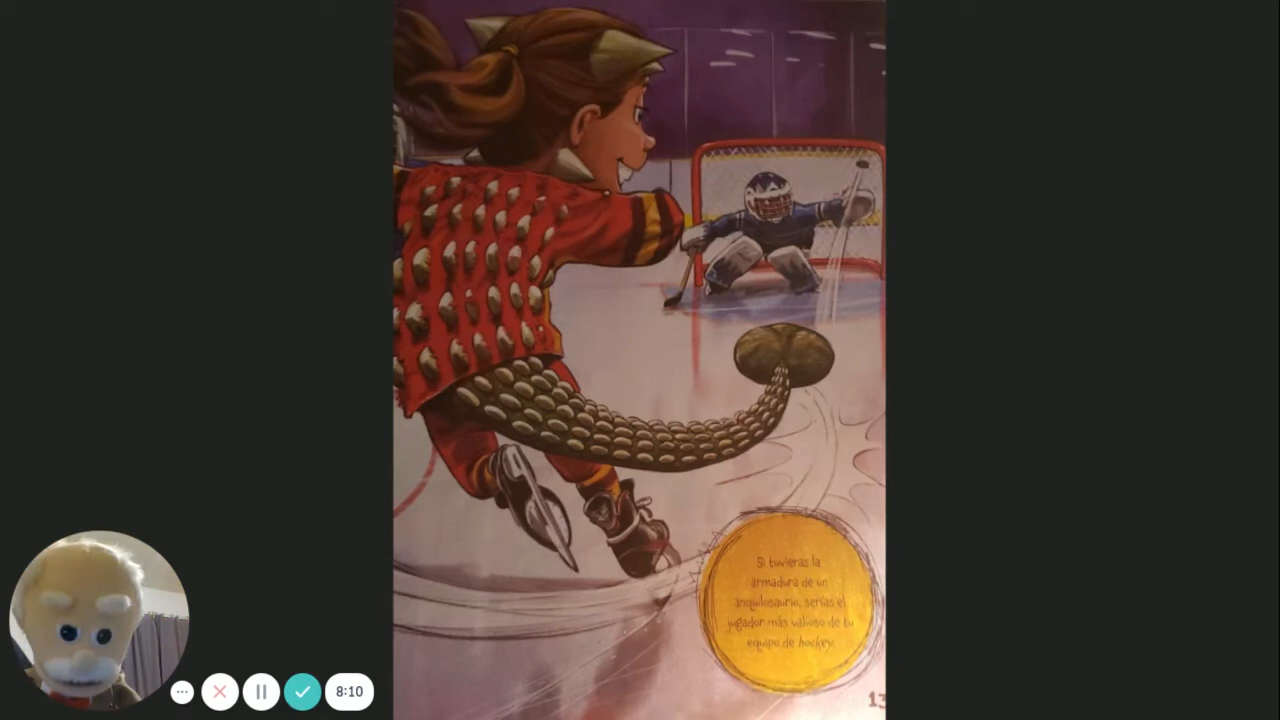 Si tuvieras la
armadura de un
anquilosaurio, serías el
jugador más valioso de tu
equipo de hockey.
13
8:10